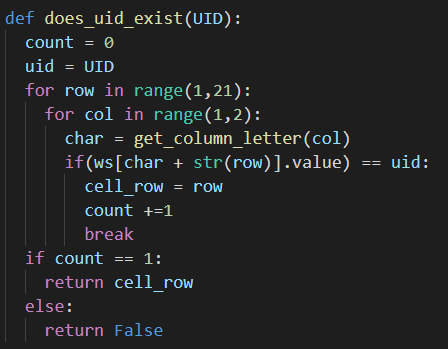 def does_uid_exist(UID):
  count = 0
  uid = UID
  for row in range(1,21):
    for col in range(1,2):
      char = get_column_letter(col)
      if(ws[char + str(row)].value) == uid:
        cell_row = row
        count +=1
        break
  if count == 1:
    return cell_row
  else:
    return False